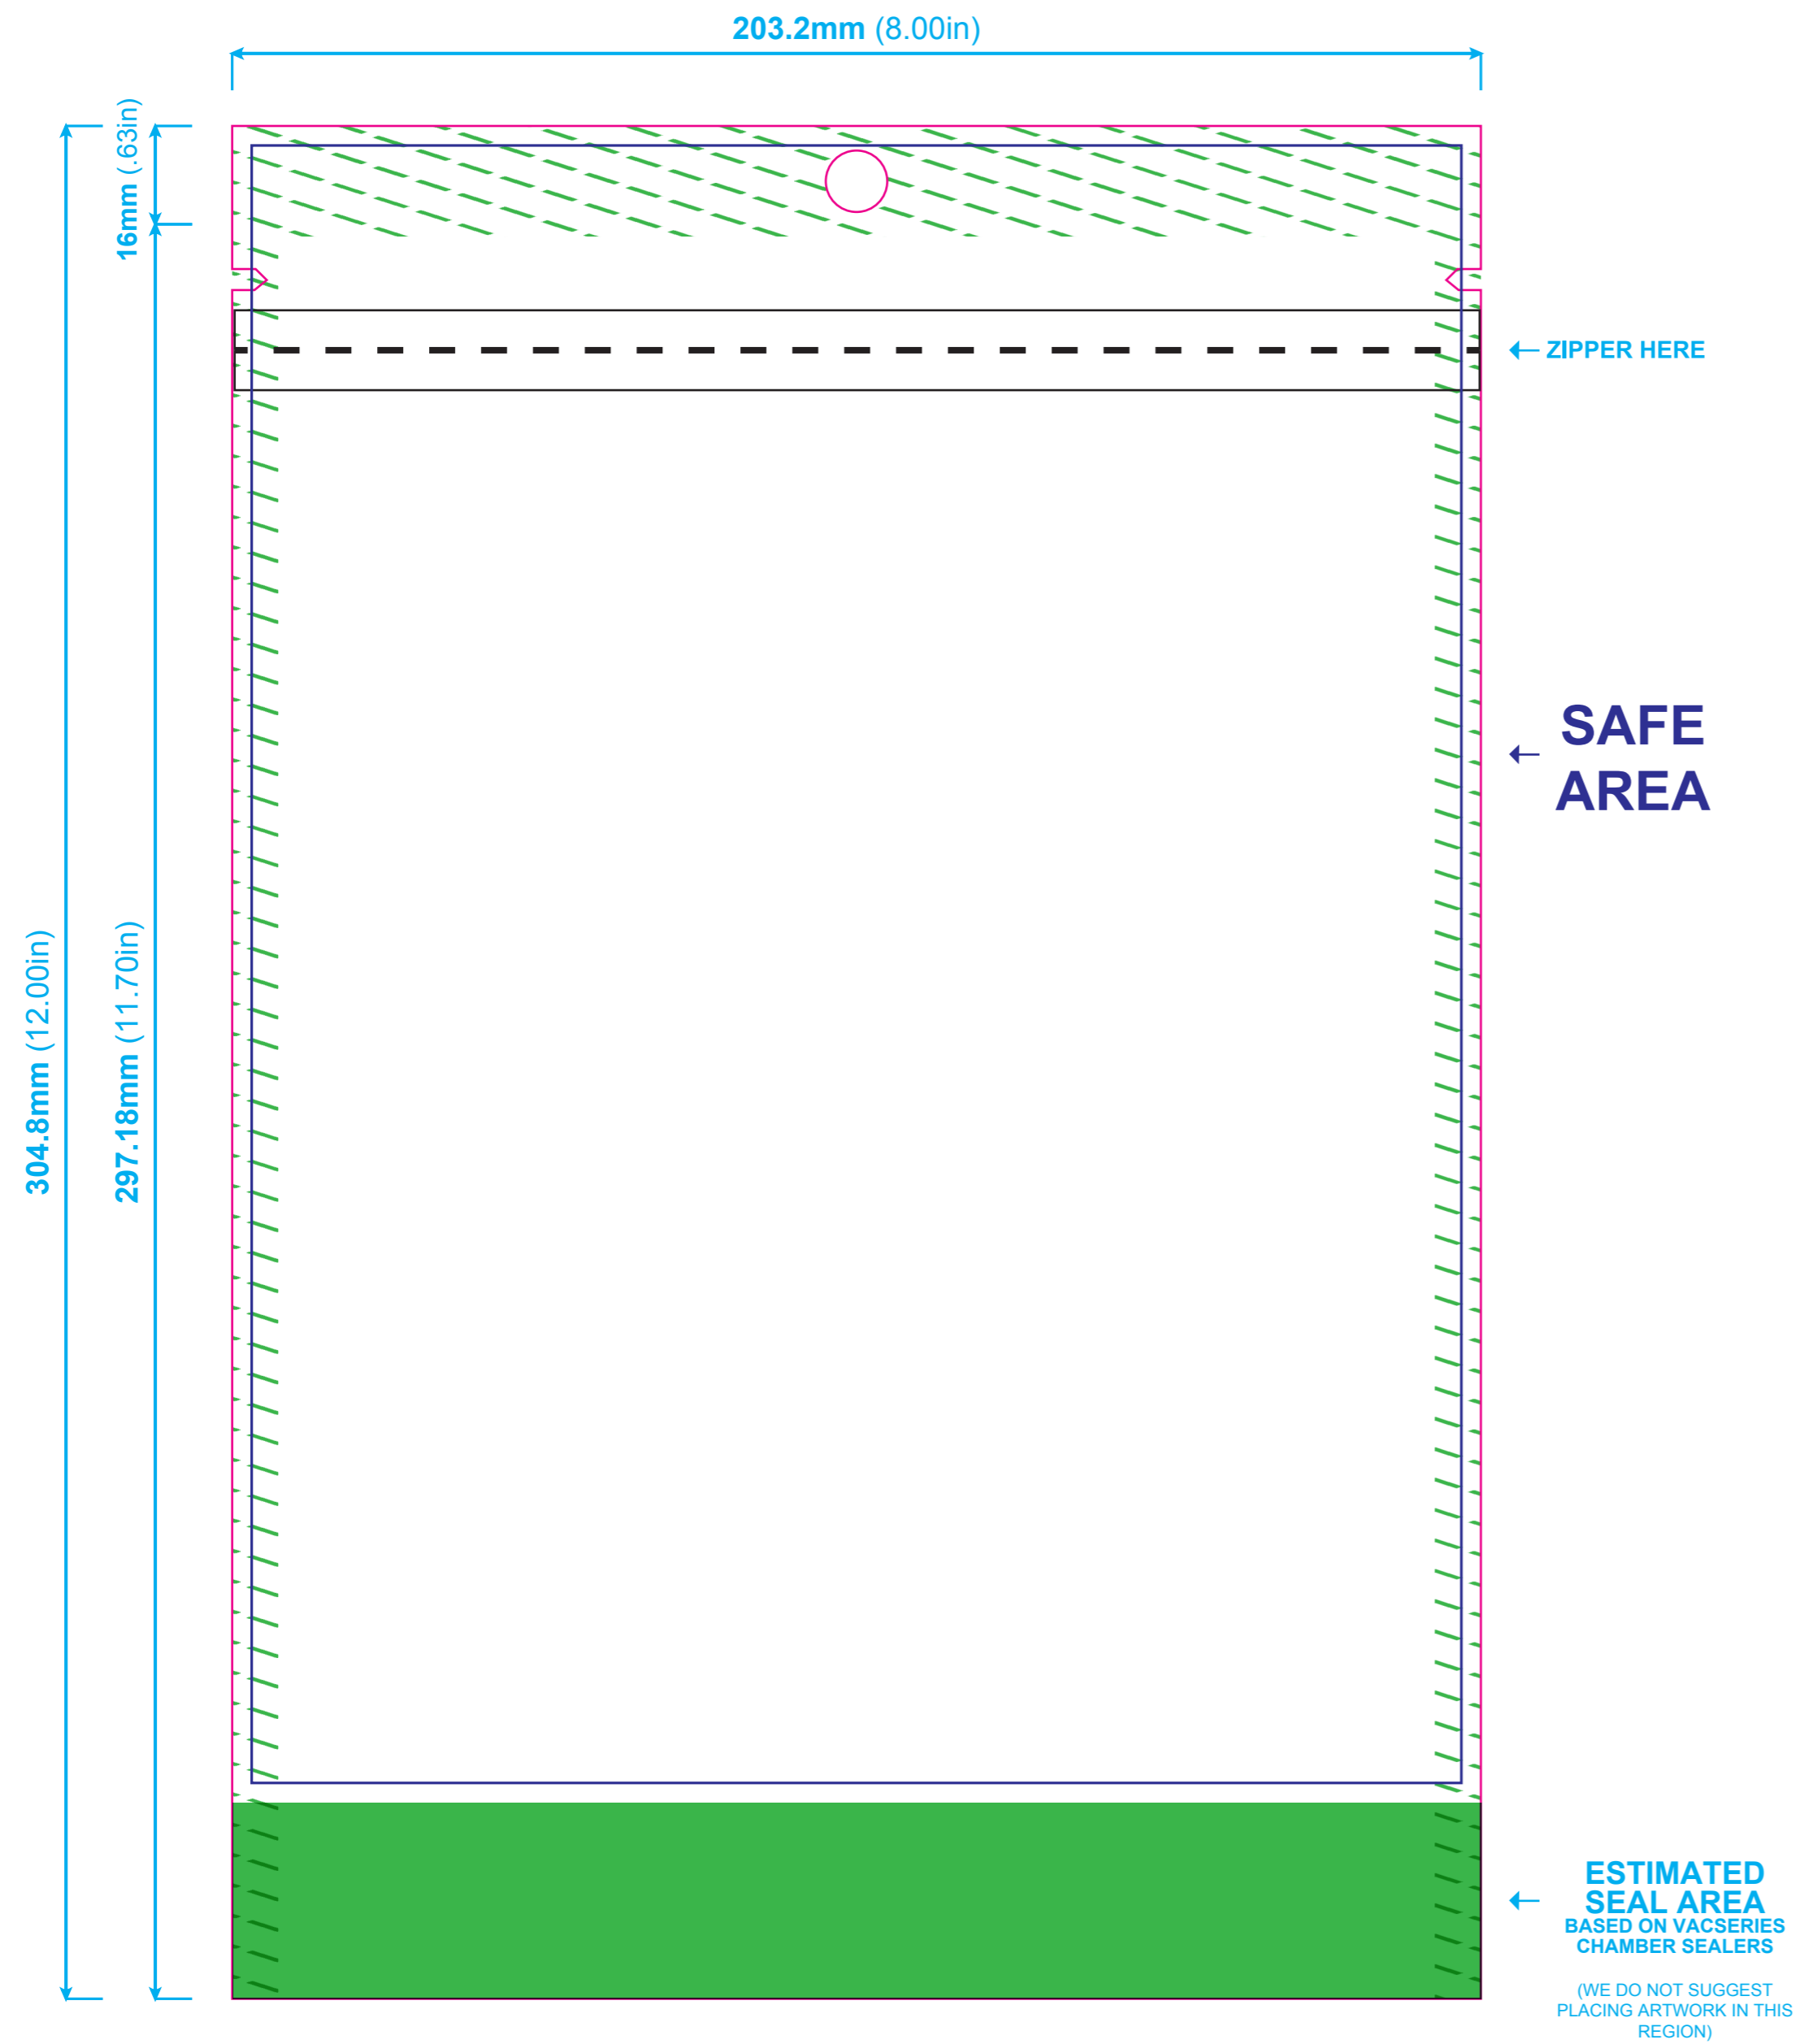 203.2mm (8.00in)
16mm (.63in)
ZIPPER HERE
SAFE
AREA
304.8mm (12.00in)
297.18mm (11.70in)
ESTIMATED
SEAL AREA
BASED ON VACSERIES
CHAMBER SEALERS
(WE DO NOT SUGGEST
PLACING ARTWORK IN THIS
REGION)